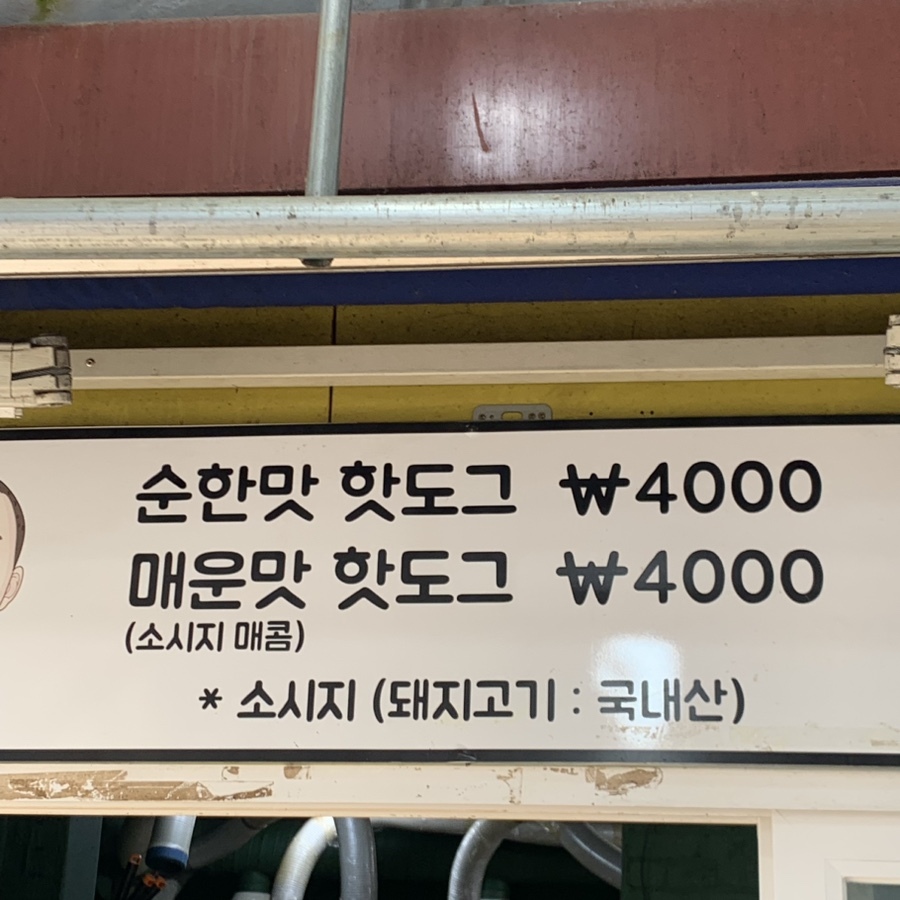 순한맛 핫도그 ₩4000
매운맛 핫도그 ₩4000
(소시지 매콤)
* 소시지 (돼지고기 : 국내산)